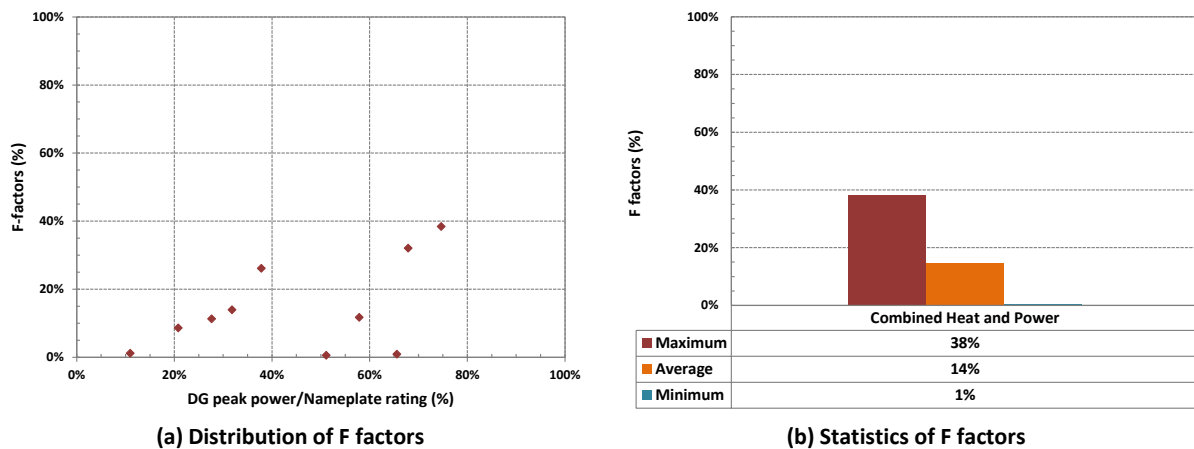 100%
80%
60%
40%
20%
0%
F-factors (%)
0% 20% 40% 60% 80% 100%
DG peak power/Nameplate rating (%)
(a) Distribution of F factors
100%
80%
60%
40%
20%
0%
F factors (%)
Combined Heat and Power
Maximum 38%
Average 14%
Minimum 1%
(b) Statistics of F factors